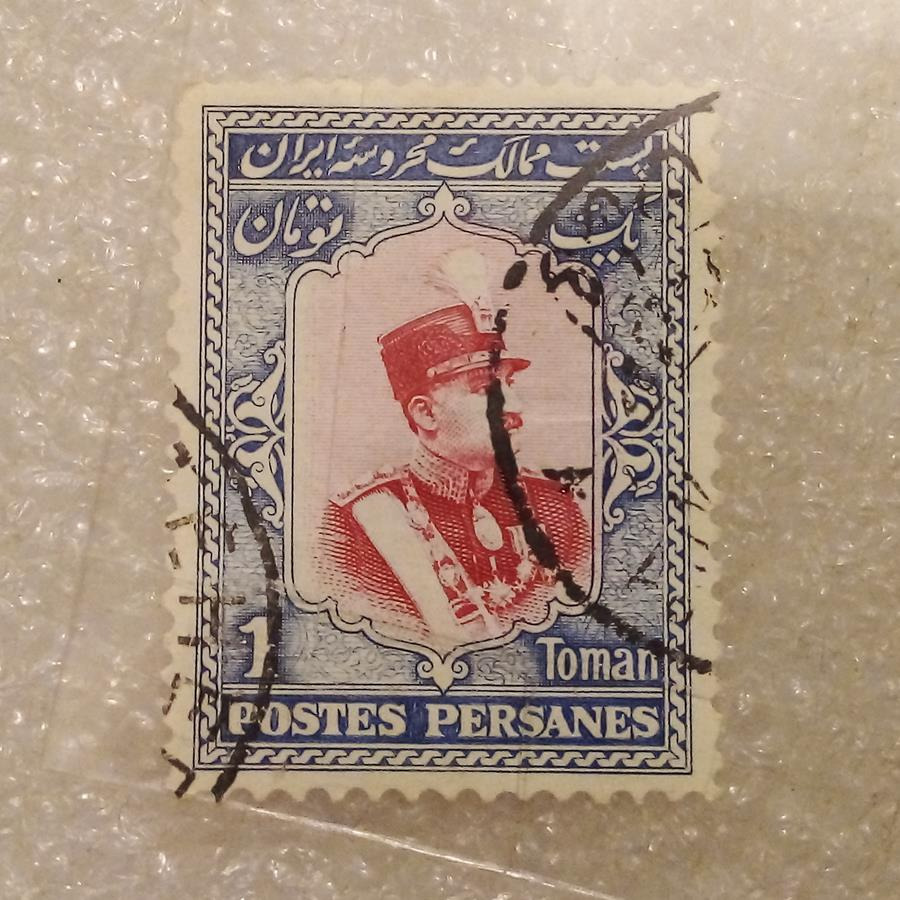 پست ممالک محروسه ایران
یک تومان
1 Toman
POSTES PERSANES